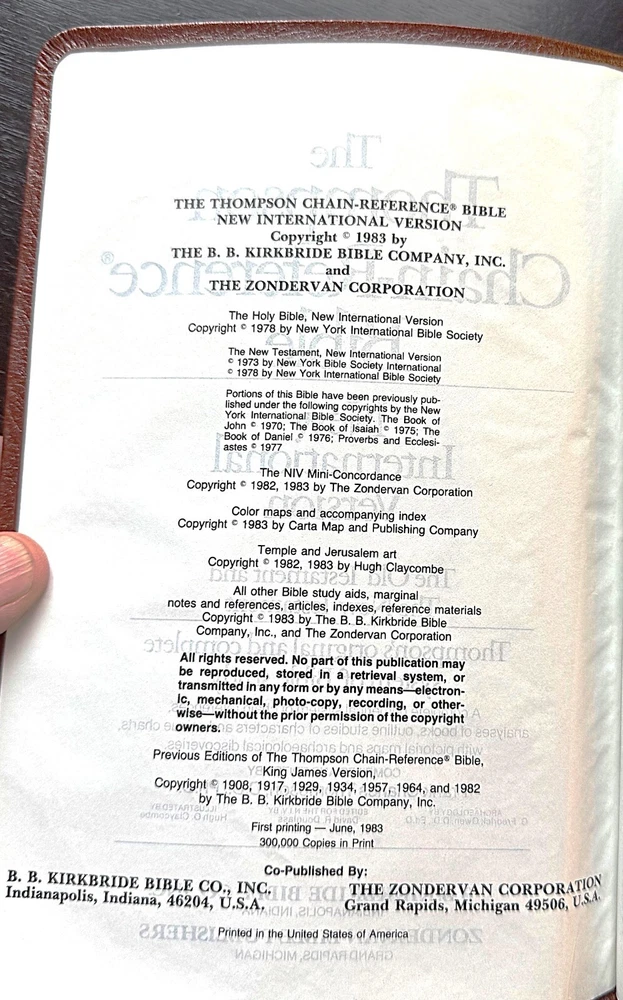 THE THOMPSON CHAIN-REFERENCE® BIBLE
NEW INTERNATIONAL VERSION
Copyright © 1983 by
THE B. B. KIRKBRIDE BIBLE COMPANY, INC.
and
THE ZONDERVAN CORPORATION
The Holy Bible, New International Version
Copyright © 1978 by New York International Bible Society
The New Testament, New International Version
© 1973 by New York Bible Society International
© 1978 by New York International Bible Society
Portions of this Bible have been previously pub-
lished under the following copyrights by the New
York International Bible Society. The Book of
John © 1970; The Book of Isaiah © 1975; The
Book of Daniel © 1976; Proverbs and Ecclesi-
astes © 1977
The NIV Mini-Concordance
Copyright © 1982, 1983 by The Zondervan Corporation
Color maps and accompanying index
Copyright © 1983 by Carta Map and Publishing Company
Temple and Jerusalem art
Copyright © 1982, 1983 by Hugh Claycombe
All other Bible study aids, marginal
notes and references, articles, indexes, reference materials
Copyright © 1983 by The B. B. Kirkbride Bible
Company, Inc., and The Zondervan Corporation
All rights reserved. No part of this publication may
be reproduced, stored in a retrieval system, or
transmitted in any form or by any means—electron-
ic, mechanical, photo-copy, recording, or other-
wise—without the prior permission of the copyright
owners.
Previous Editions of The Thompson Chain-Reference® Bible,
King James Version,
Copyright © 1908, 1917, 1929, 1934, 1957, 1964, and 1982
by The B. B. Kirkbride Bible Company, Inc.
First printing — June, 1983
300,000 Copies in Print
Co-Published By:
B. B. KIRKBRIDE BIBLE CO., INC.
Indianapolis, Indiana, 46204, U.S.A.
THE ZONDERVAN CORPORATION
Grand Rapids, Michigan 49506, U.S.A.
Printed in the United States of America